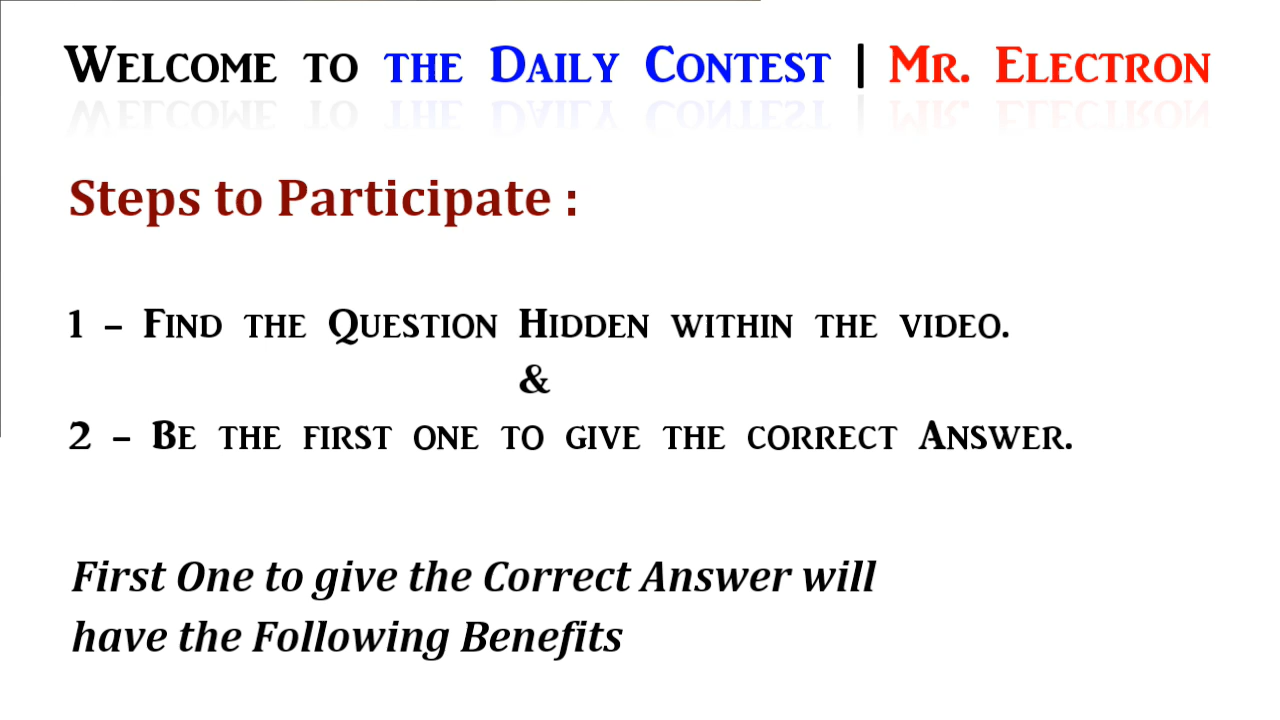 Welcome to the Daily Contest | Mr. Electron
Steps to Participate :
1 – Find the Question Hidden within the video.
&
2 – Be the first one to give the correct Answer.
First One to give the Correct Answer will
have the Following Benefits